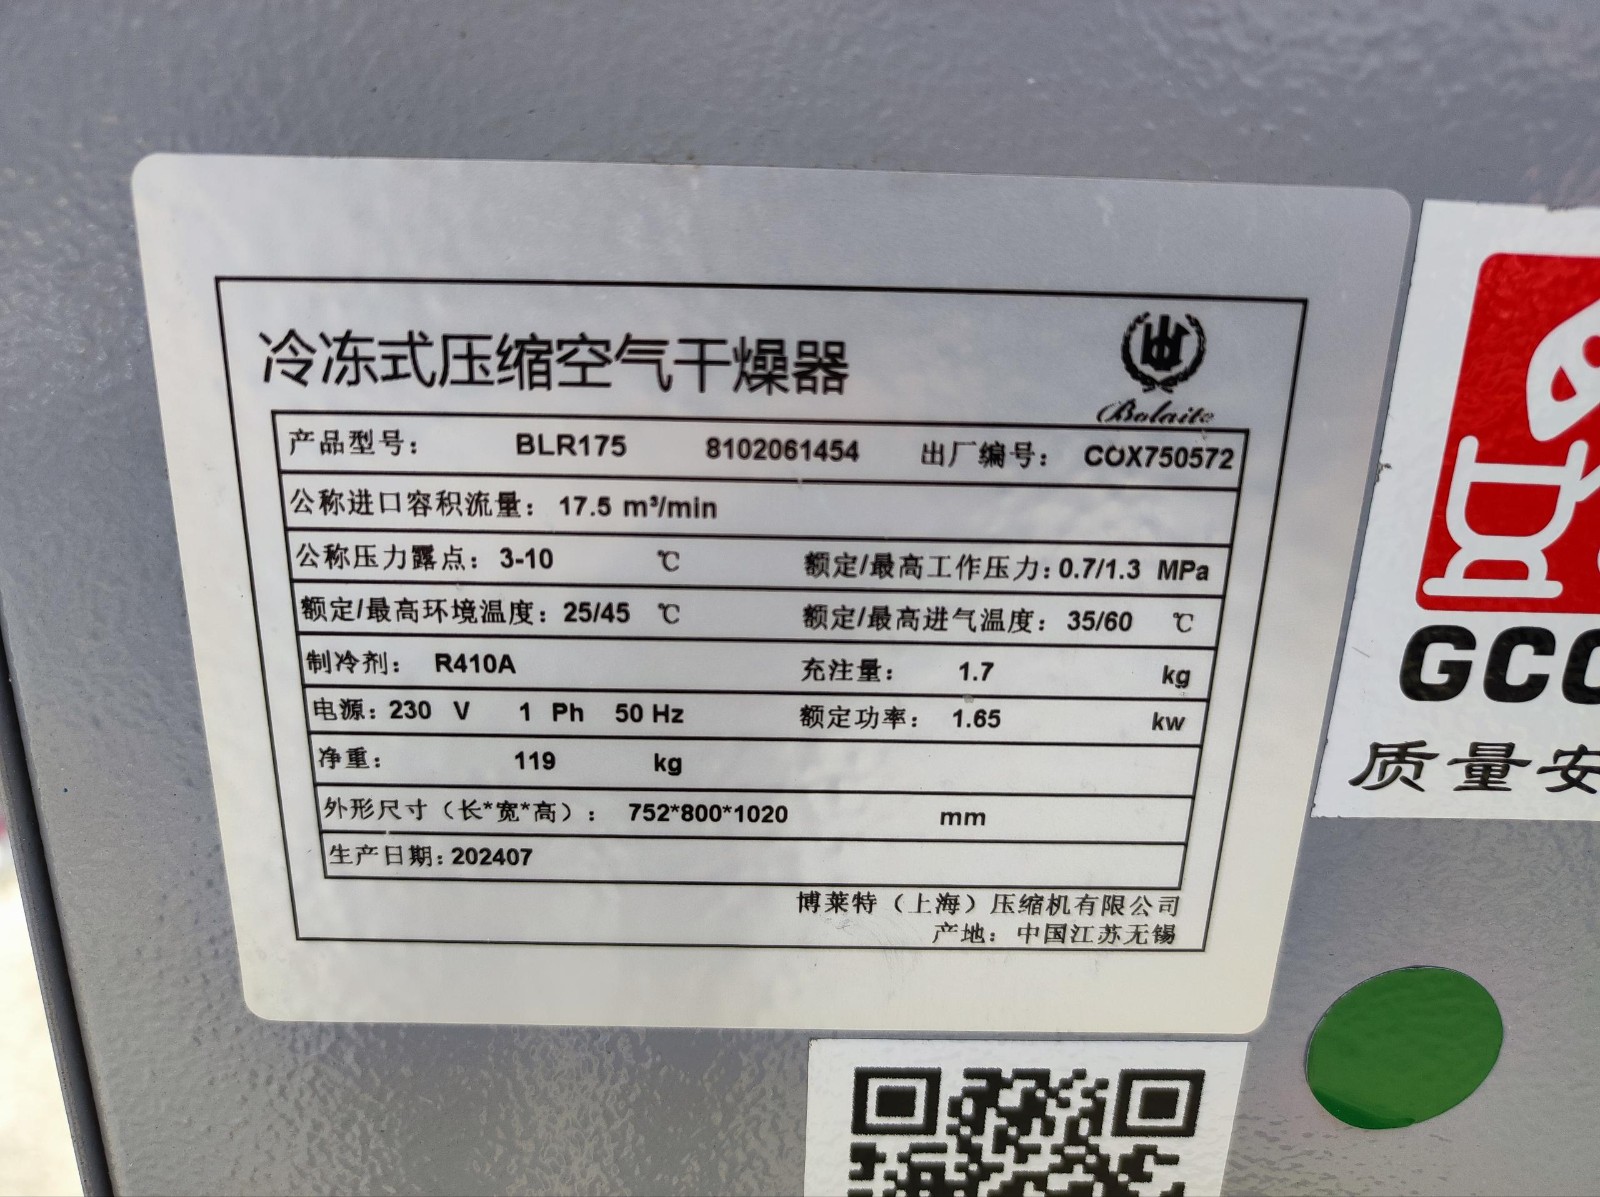 冷冻式压缩空气干燥器
Bolaite
产品型号： BLR175 8102061454 出厂编号： COX750572
公称进口容积流量： 17.5 m³/min
公称压力露点： 3-10 ℃ 额定/最高工作压力：0.7/1.3 MPa
额定/最高环境温度：25/45 ℃ 额定/最高进气温度： 35/60 ℃
制冷剂： R410A 充注量： 1.7 kg
电源：230 V 1 Ph 50 Hz 额定功率： 1.65 kw
净重： 119 kg
外形尺寸（长*宽*高）： 752*800*1020 mm
生产日期：202407
博莱特（上海）压缩机有限公司
产地： 中国江苏无锡
GCC
质量安